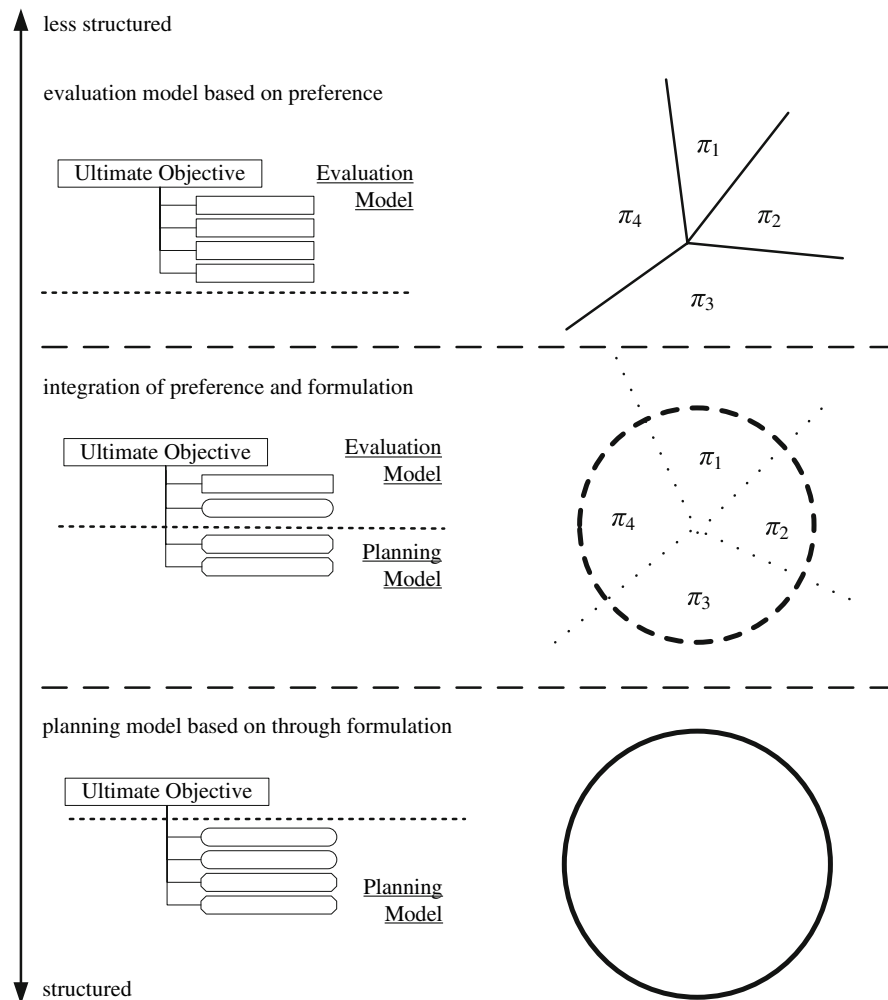 less structured
evaluation model based on preference
Ultimate Objective
Evaluation
Model
π1
π2
π4
π3
integration of preference and formulation
Ultimate Objective
Evaluation
Model
Planning
Model
π1
π4
π2
π3
planning model based on through formulation
Ultimate Objective
Planning
Model
structured